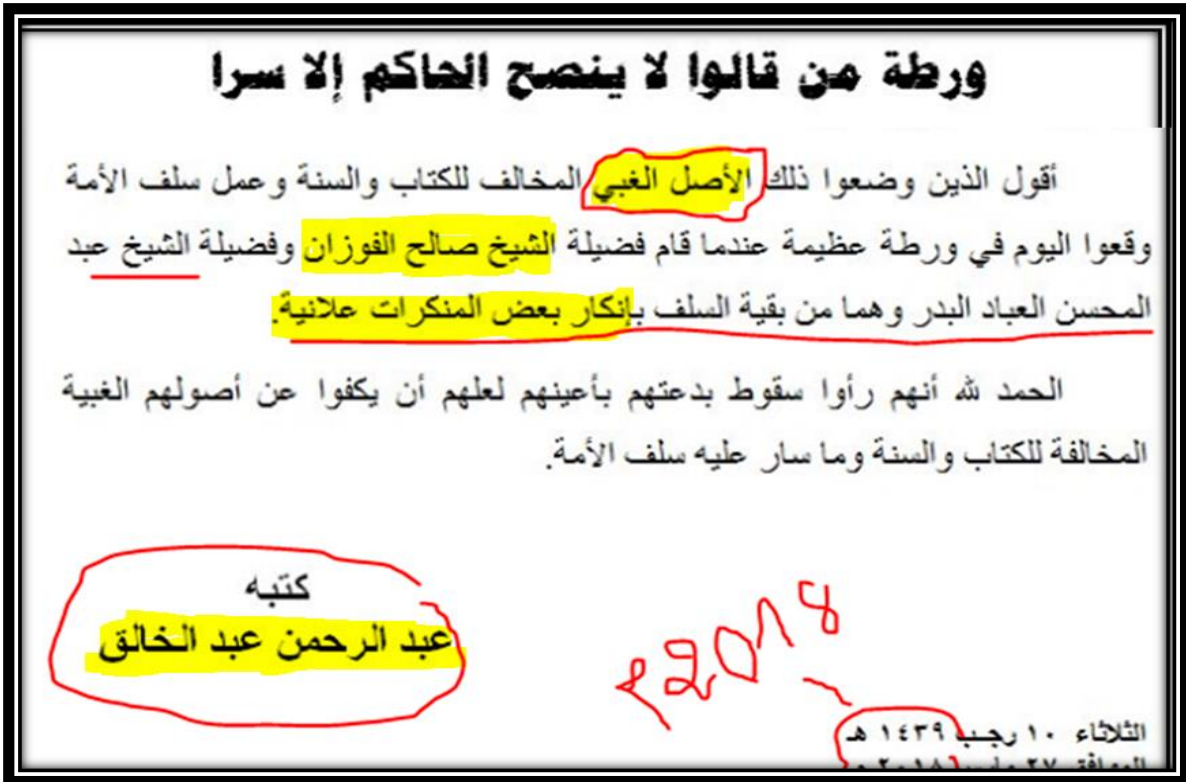 ورطة من قالوا لا ينصح الحاكم إلا سرا
أقول الذين وضعوا ذلك الأصل الغبي المخالف للكتاب والسنة وعمل سلف الأمة
وقعوا اليوم في ورطة عظيمة عندما قام فضيلة الشيخ صالح الفوزان وفضيلة الشيخ عبد
المحسن العباد البدر وهما من بقية السلف بإنكار بعض المنكرات علانية.
الحمد لله أنهم رأوا سقوط بدعتهم بأعينهم لعلهم أن يكفوا عن أصولهم الغبية
المخالفة للكتاب والسنة وما سار عليه سلف الأمة.
كتبه
عبد الرحمن عبد الخالق
2018م
الثلاثاء ١٠ رجب ١٤٣٩ هـ
الموافق ٢٧ مارس ٢٠١٨ م